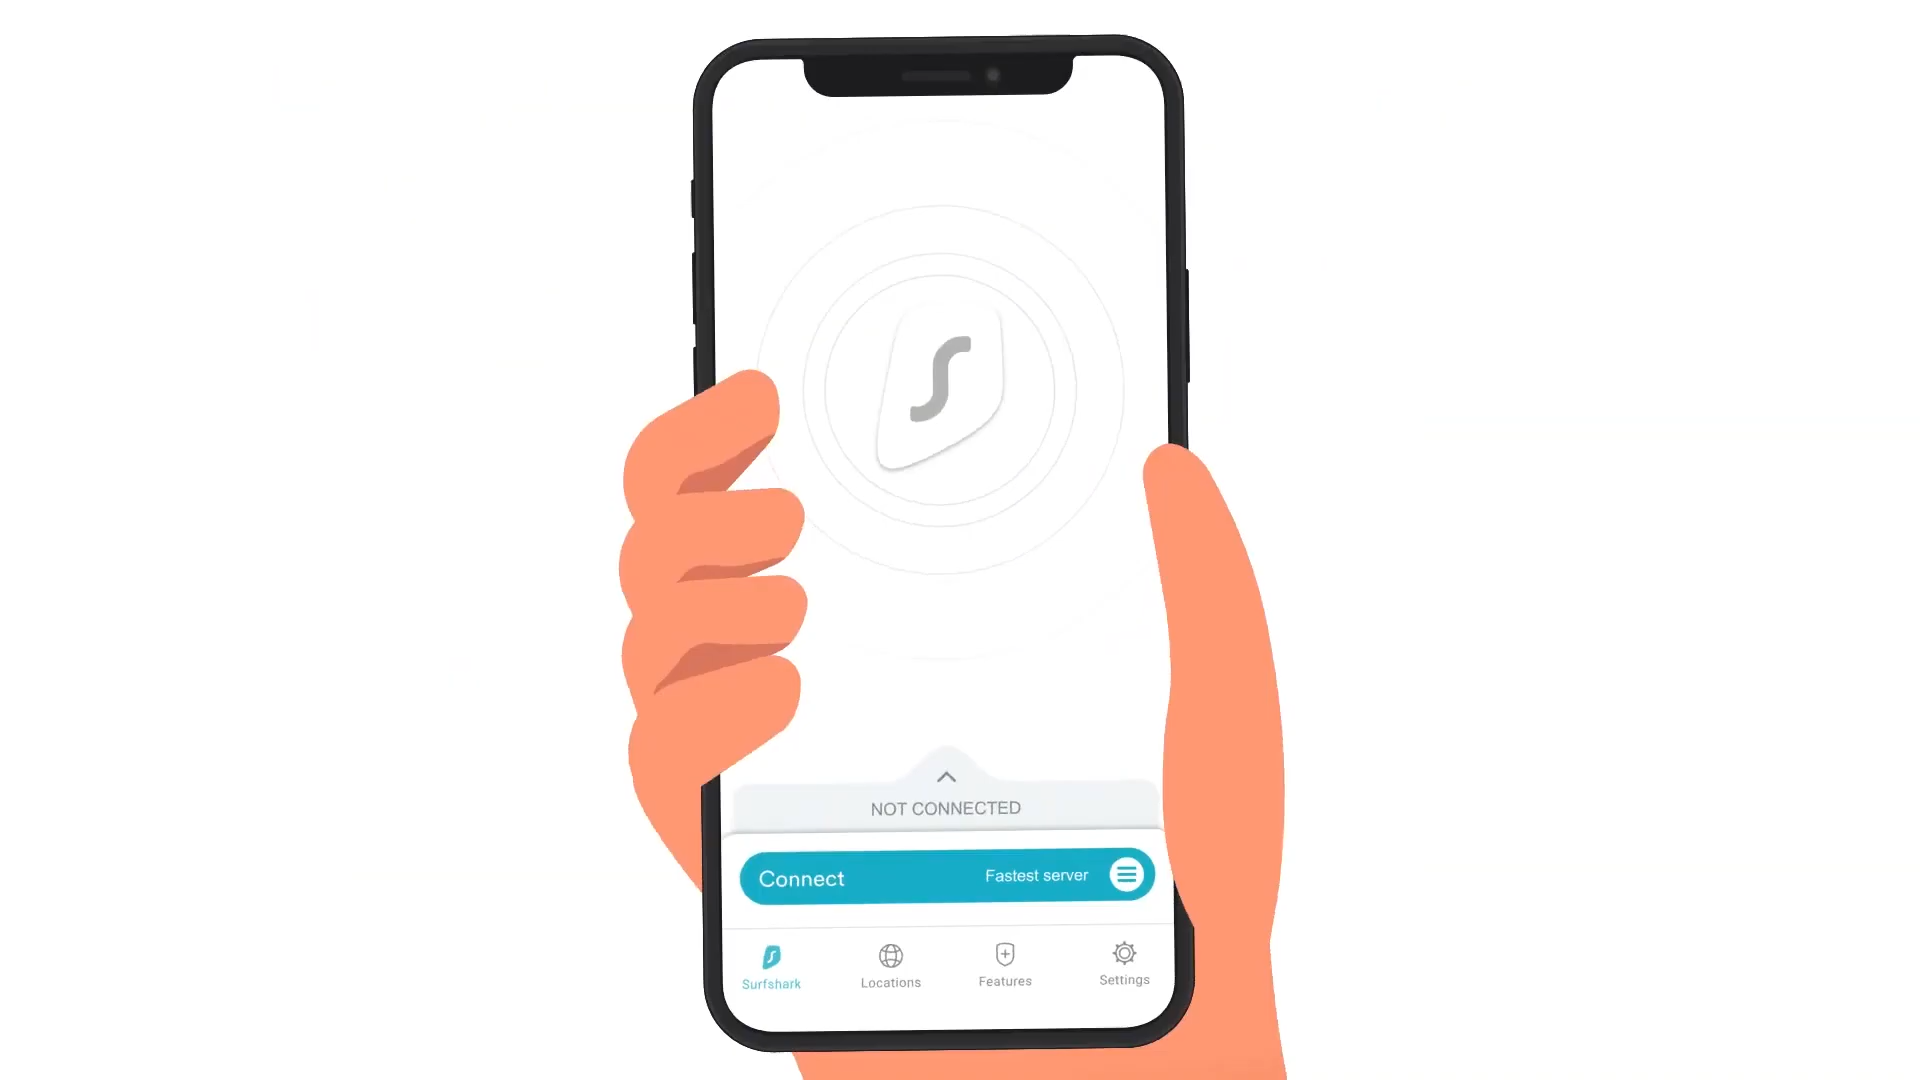 NOT CONNECTED
Connect
Fastest server
Surfshark
Locations
Features
Settings